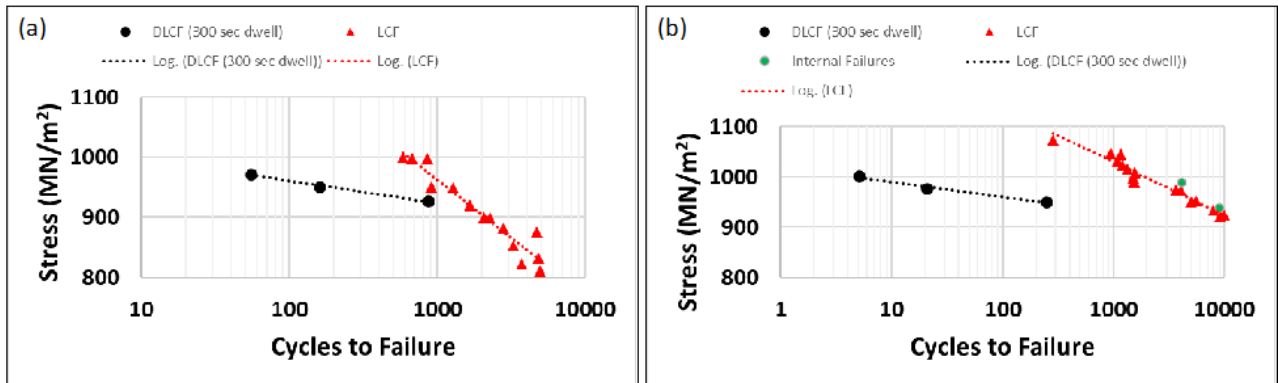 (a)
DLCF (300 sec dwell) LCF
Log. (DLCF (300 sec dwell)) Log. (LCF)
Stress (MN/m²)
1100
1000
900
800
10 100 1000 10000
Cycles to Failure
(b)
DLCF (300 sec dwell) LCF
Internal Failures Log. (DLCF (300 sec dwell))
Log. (LCF)
Stress (MN/m²)
1100
1000
900
800
1 10 100 1000 10000
Cycles to Failure